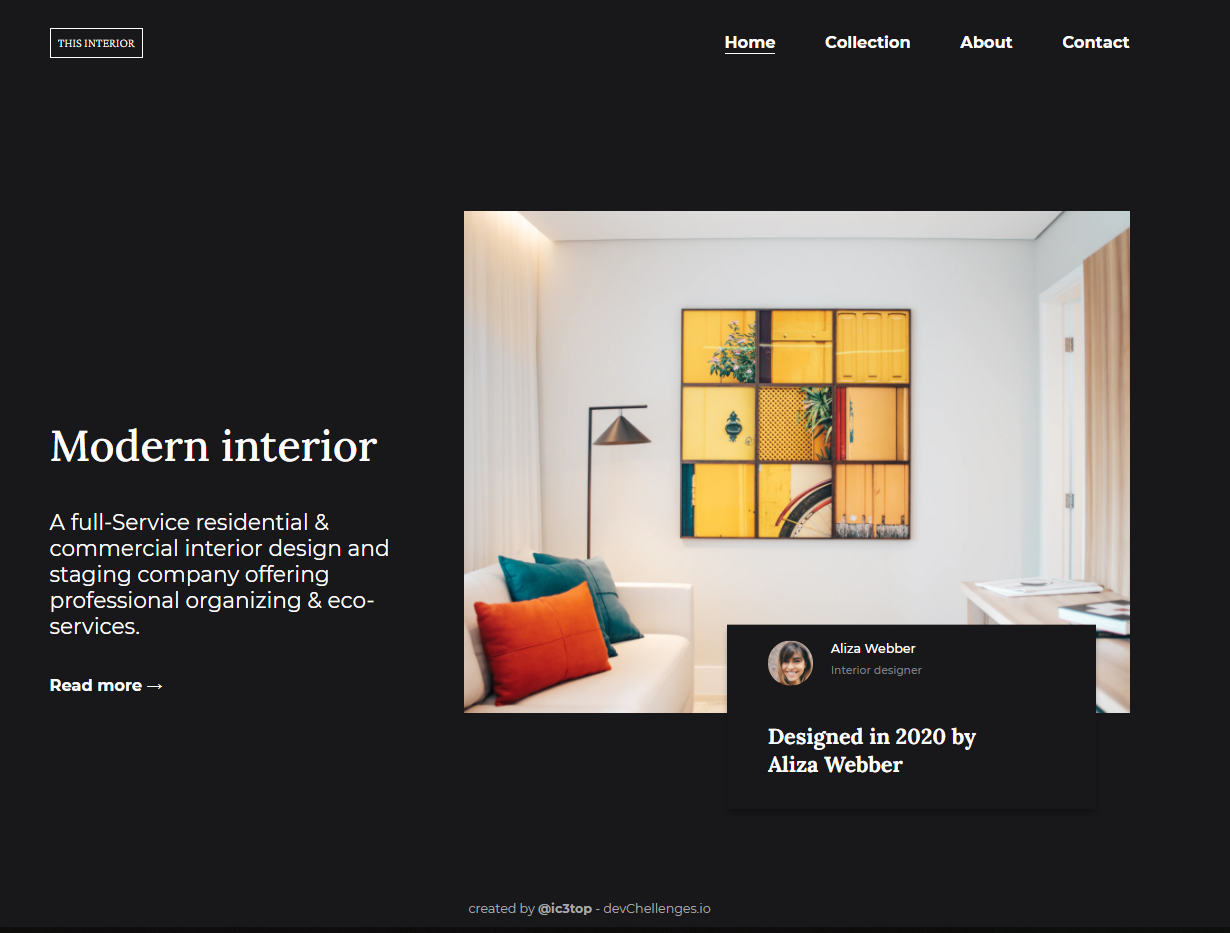 THIS INTERIOR
Home Collection About Contact
Modern interior
A full-Service residential &
commercial interior design and
staging company offering
professional organizing & eco-
services.
Read more →
Aliza Webber
Interior designer
Designed in 2020 by
Aliza Webber
created by @ic3top - devChellenges.io